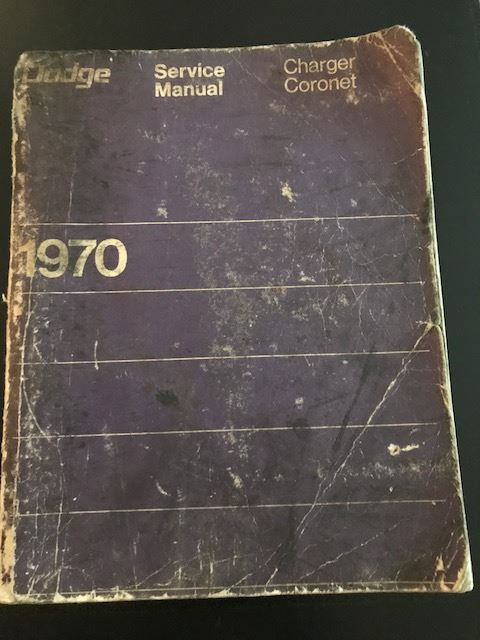 Dodge
Service
Manual
Charger
Coronet
1970